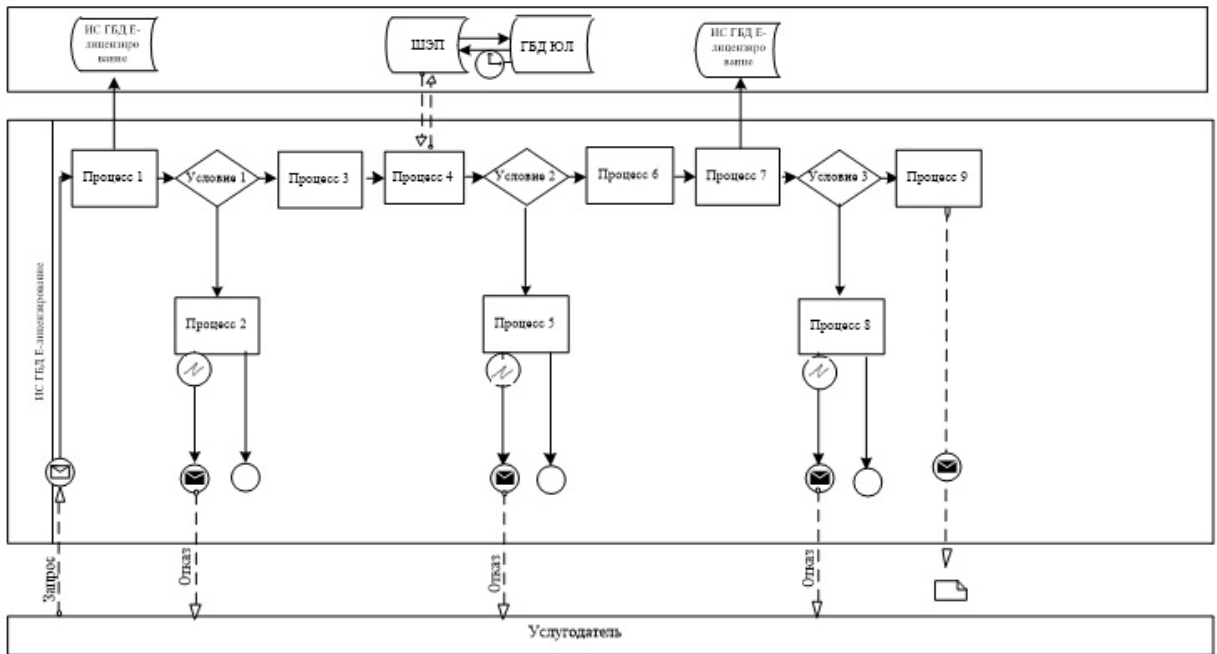 ИС ГБД Е-
лицензиро
вание
ШЭП
ГБД ЮЛ
ИС ГБД Е-
лицензиро
вание
ИС ГБД Е-лицензирование
Процесс 1
Условие 1
Процесс 3
Процесс 4
Условие 2
Процесс 6
Процесс 7
Условие 3
Процесс 9
Процесс 2
Процесс 5
Процесс 8
Запрос
Отказ
Отказ
Отказ
Услугодатель